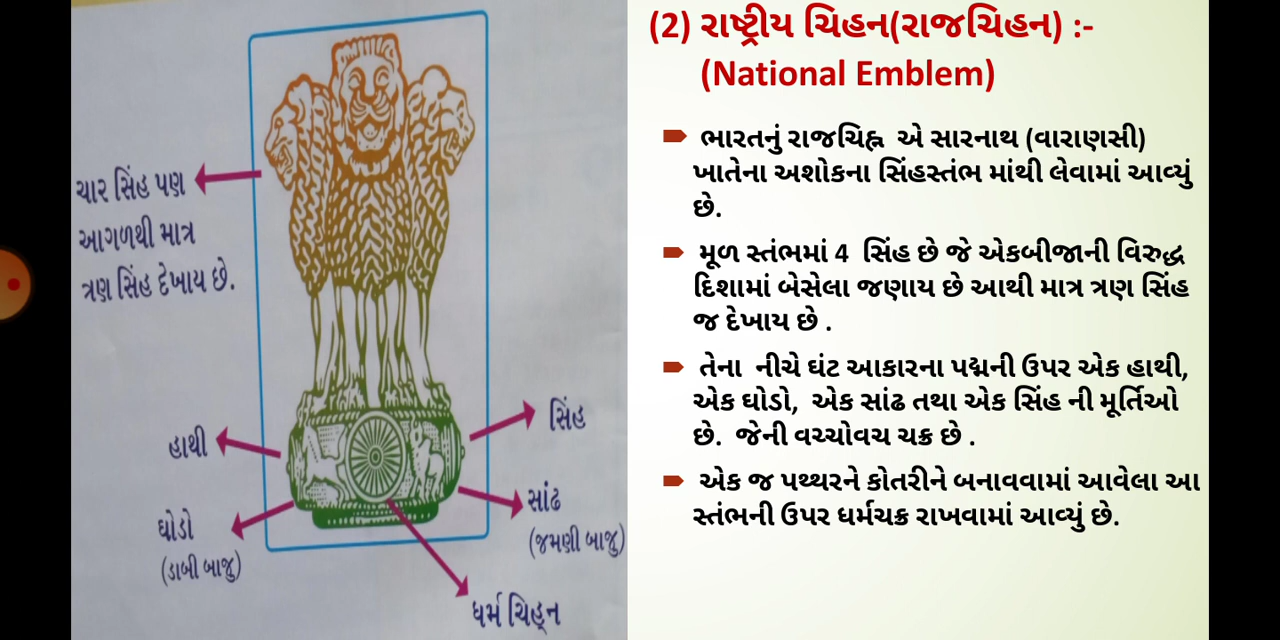 ચાર સિંહ પણ
આગળથી માત્ર
ત્રણ સિંહ દેખાય છે.
હાથી
ઘોડો
(ડાબી બાજુ)
સિંહ
સાંઢ
(જમણી બાજુ)
ધર્મ ચિહ્ન
(2) રાષ્ટ્રીય ચિહન(રાજચિહન) :-
(National Emblem)
ભારતનું રાજચિહ્ન એ સારનાથ (વારાણસી)
ખાતેના અશોકના સિંહસ્તંભ માંથી લેવામાં આવ્યું
છે.
મૂળ સ્તંભમાં 4 સિંહ છે જે એકબીજાની વિરુદ્ધ
દિશામાં બેસેલા જણાય છે આથી માત્ર ત્રણ સિંહ
જ દેખાય છે .
તેના નીચે ઘંટ આકારના પદ્મની ઉપર એક હાથી,
એક ઘોડો, એક સાંઢ તથા એક સિંહ ની મૂર્તિઓ
છે. જેની વચ્ચોવચ ચક્ર છે .
એક જ પથ્થરને કોતરીને બનાવવામાં આવેલા આ
સ્તંભની ઉપર ધર્મચક્ર રાખવામાં આવ્યું છે.